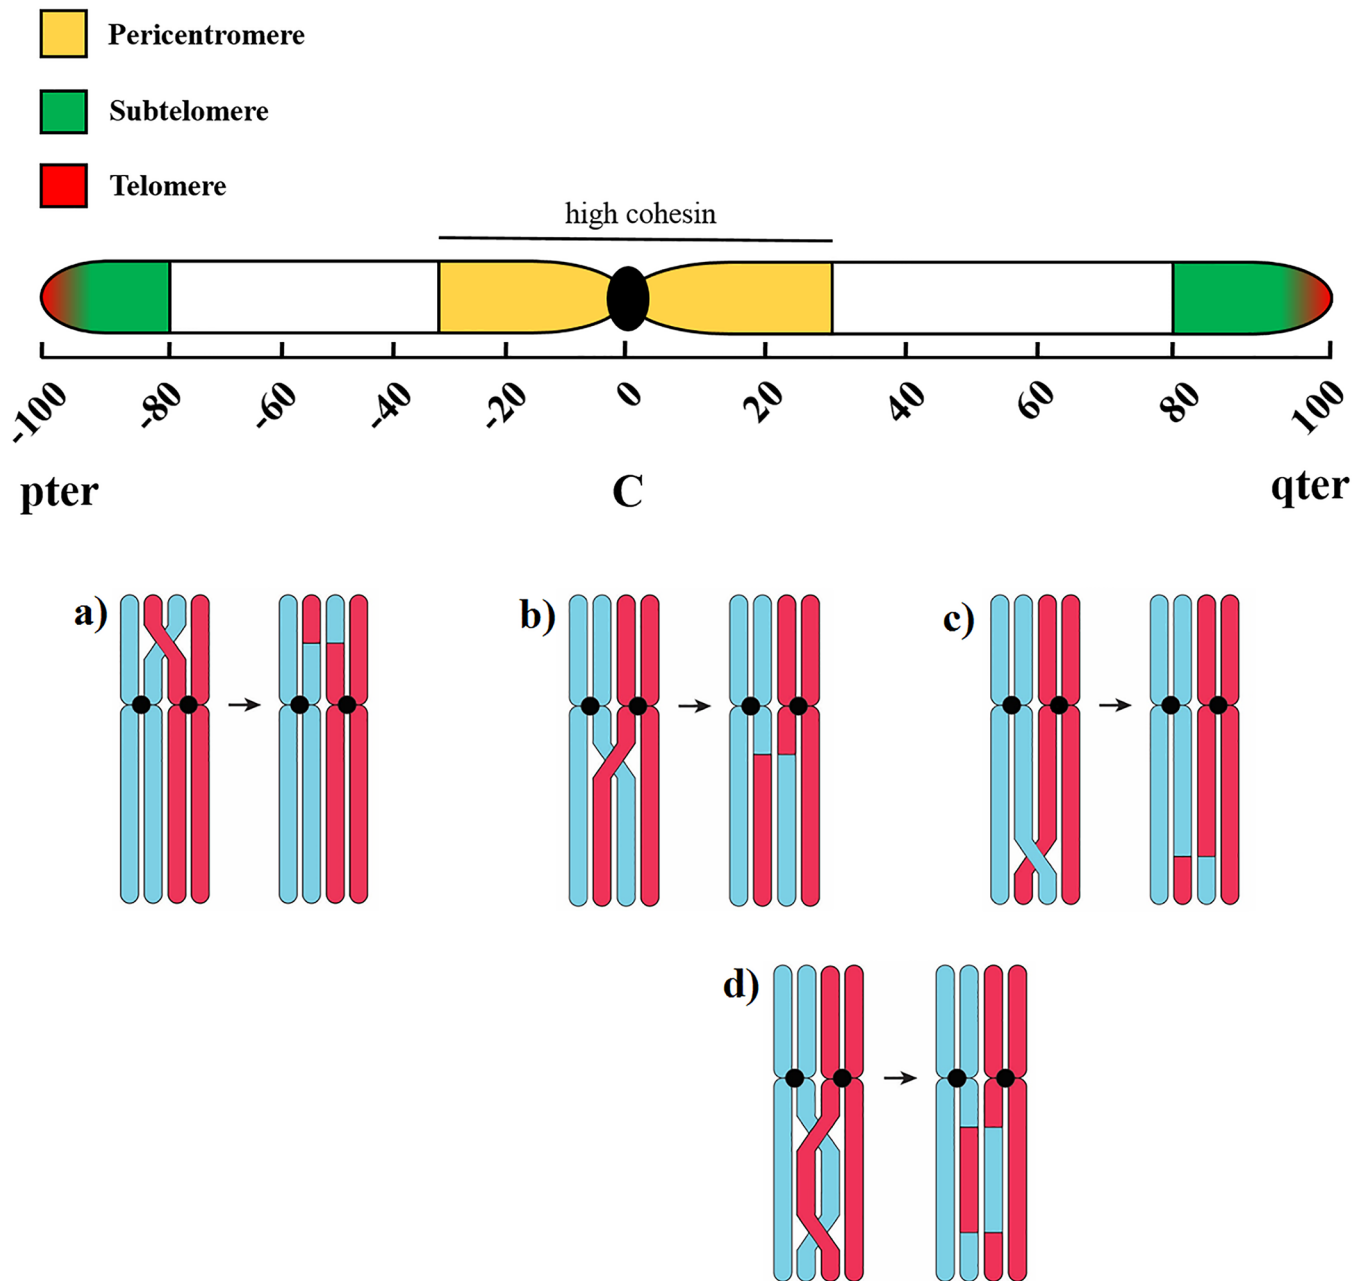 Pericentromere
Subtelomere
Telomere
high cohesin
-100 -80 -60 -40 -20 0 20 40 60 80 100
pter C qter
a) b) c)
d)